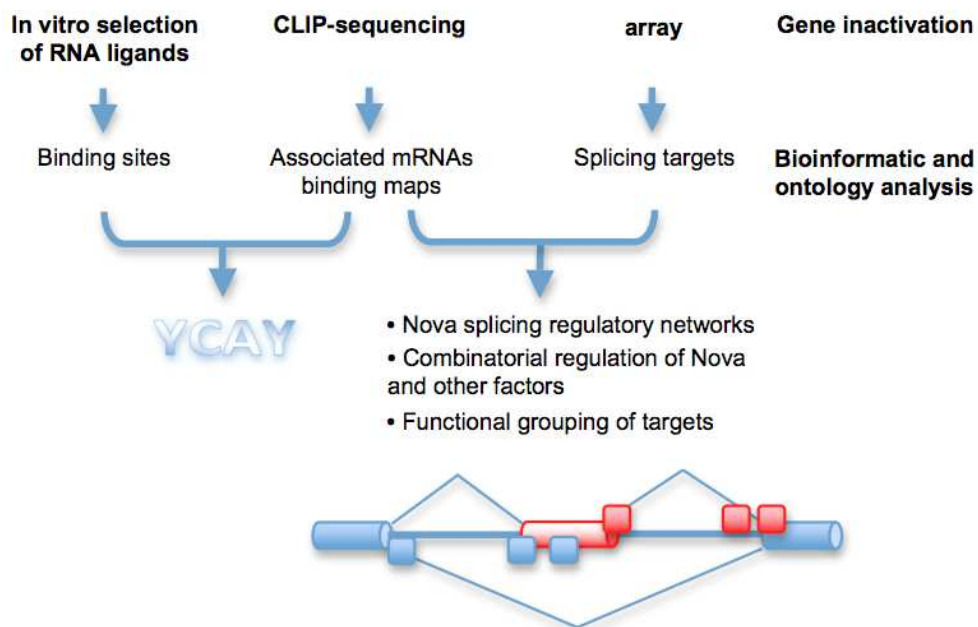 In vitro selection
of RNA ligands
CLIP-sequencing
array
Gene inactivation
Binding sites
Associated mRNAs
binding maps
Splicing targets
Bioinformatic and
ontology analysis
YCAY
• Nova splicing regulatory networks
• Combinatorial regulation of Nova
and other factors
• Functional grouping of targets